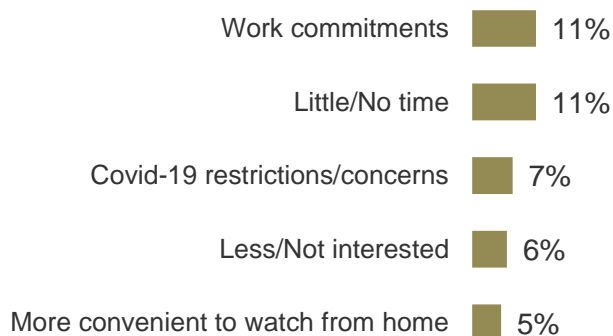 Work commitments 11%
Little/No time 11%
Covid-19 restrictions/concerns 7%
Less/Not interested 6%
More convenient to watch from home 5%